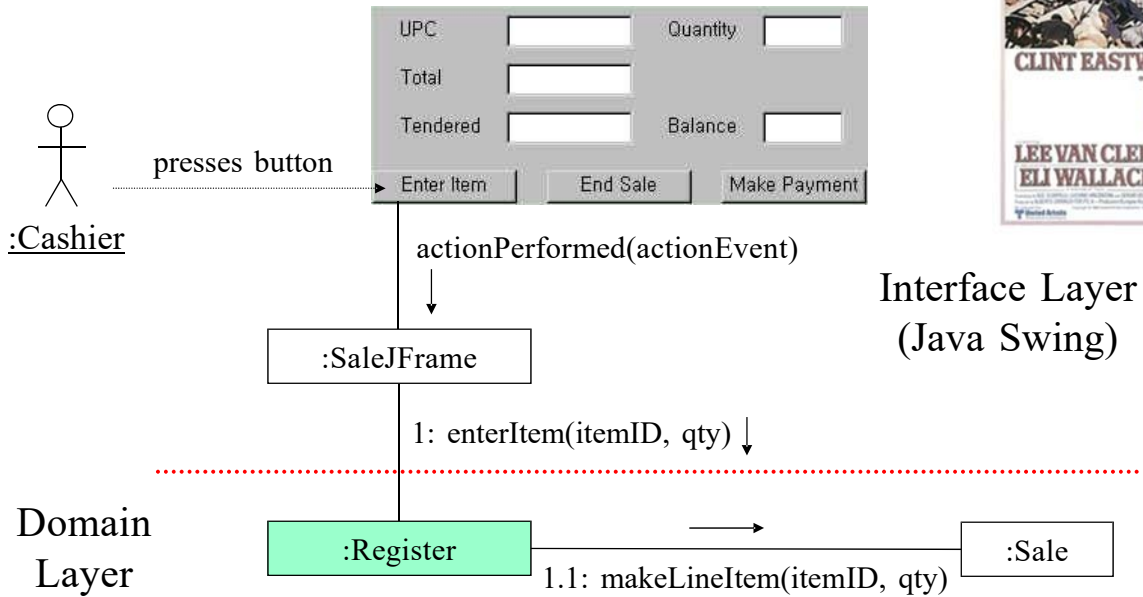 UPC
Quantity
CLINT EASTW
Total
Tendered
Balance
LEE VAN CLE
ELI WALLAC
presses button
Enter Item
End Sale
Make Payment
United Artists
:Cashier
actionPerformed(actionEvent)
Interface Layer
(Java Swing)
:SaleJFrame
1: enterItem(itemID, qty)
Domain
Layer
:Register
:Sale
1.1: makeLineItem(itemID, qty)